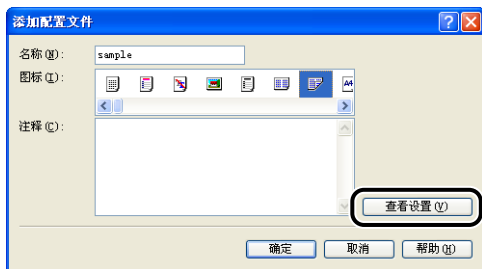 添加配置文件
名称(N):
sample
图标(I):
A4
注释(C):
查看设置(V)
确定
取消
帮助(H)